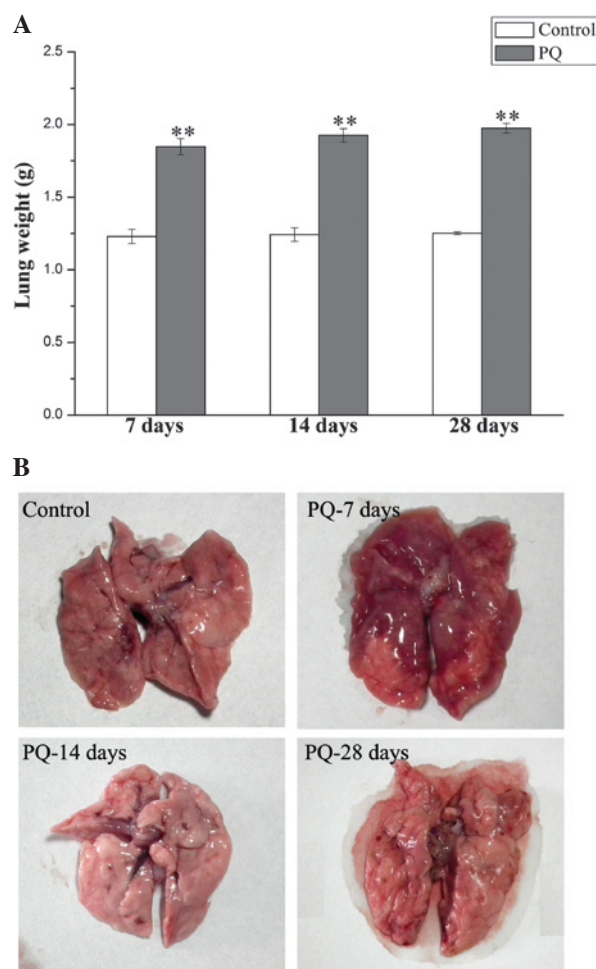 A
Control
PQ
2.5
2.0
1.5
1.0
0.5
0.0
Lung weight (g)
** ** **
7 days 14 days 28 days
B
Control PQ-7 days
PQ-14 days PQ-28 days